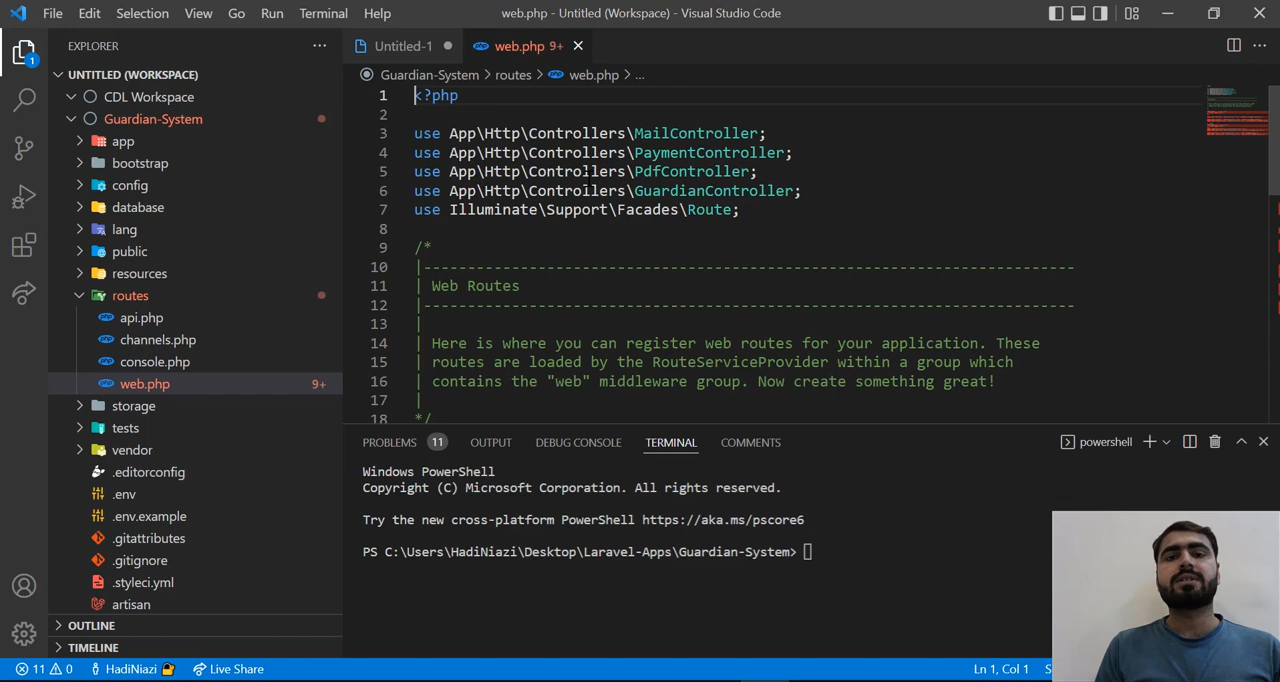 File Edit Selection View Go Run Terminal Help web.php - Untitled (Workspace) - Visual Studio Code
EXPLORER
UNTITLED (WORKSPACE)
CDL Workspace
Guardian-System
app
bootstrap
config
database
lang
public
resources
routes
api.php
channels.php
console.php
web.php 9+
storage
tests
vendor
.editorconfig
.env
.env.example
.gitattributes
.gitignore
.styleci.yml
artisan
OUTLINE
TIMELINE
1
Untitled-1 web.php 9+
Guardian-System > routes > web.php > ...
1 <?php
2
3 use App\Http\Controllers\MailController;
4 use App\Http\Controllers\PaymentController;
5 use App\Http\Controllers\PdfController;
6 use App\Http\Controllers\GuardianController;
7 use Illuminate\Support\Facades\Route;
8
9 /*
10 |--------------------------------------------------------------------------
11 | Web Routes
12 |--------------------------------------------------------------------------
13 |
14 | Here is where you can register web routes for your application. These
15 | routes are loaded by the RouteServiceProvider within a group which
16 | contains the "web" middleware group. Now create something great!
17 |
18 */
PROBLEMS 11 OUTPUT DEBUG CONSOLE TERMINAL COMMENTS powershell
Windows PowerShell
Copyright (C) Microsoft Corporation. All rights reserved.
Try the new cross-platform PowerShell https://aka.ms/pscore6
PS C:\Users\HadiNiazi\Desktop\Laravel-Apps\Guardian-System>
11 0 HadiNiazi Live Share Ln 1, Col 1